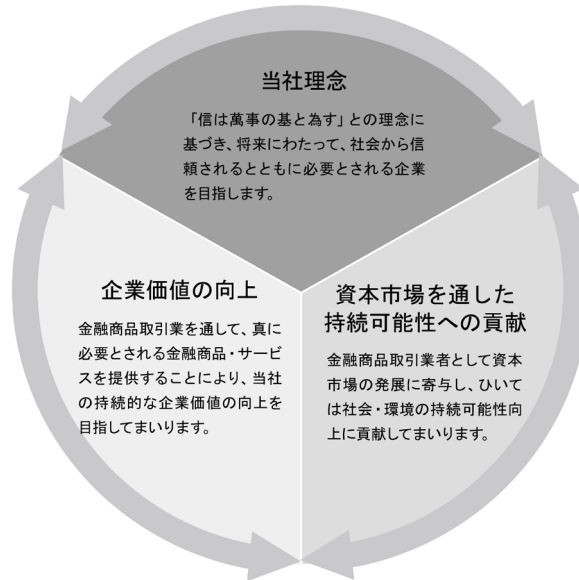 当社理念
「信は萬事の基と為す」との理念に
基づき、将来にわたって、社会から信
頼されるとともに必要とされる企業
を目指します。
企業価値の向上
金融商品取引業を通して、真に
必要とされる金融商品・サービ
スを提供することにより、当社
の持続的な企業価値の向上を
目指してまいります。
資本市場を通した
持続可能性への貢献
金融商品取引業者として資本
市場の発展に寄与し、ひいて
は社会・環境の持続可能性向
上に貢献してまいります。